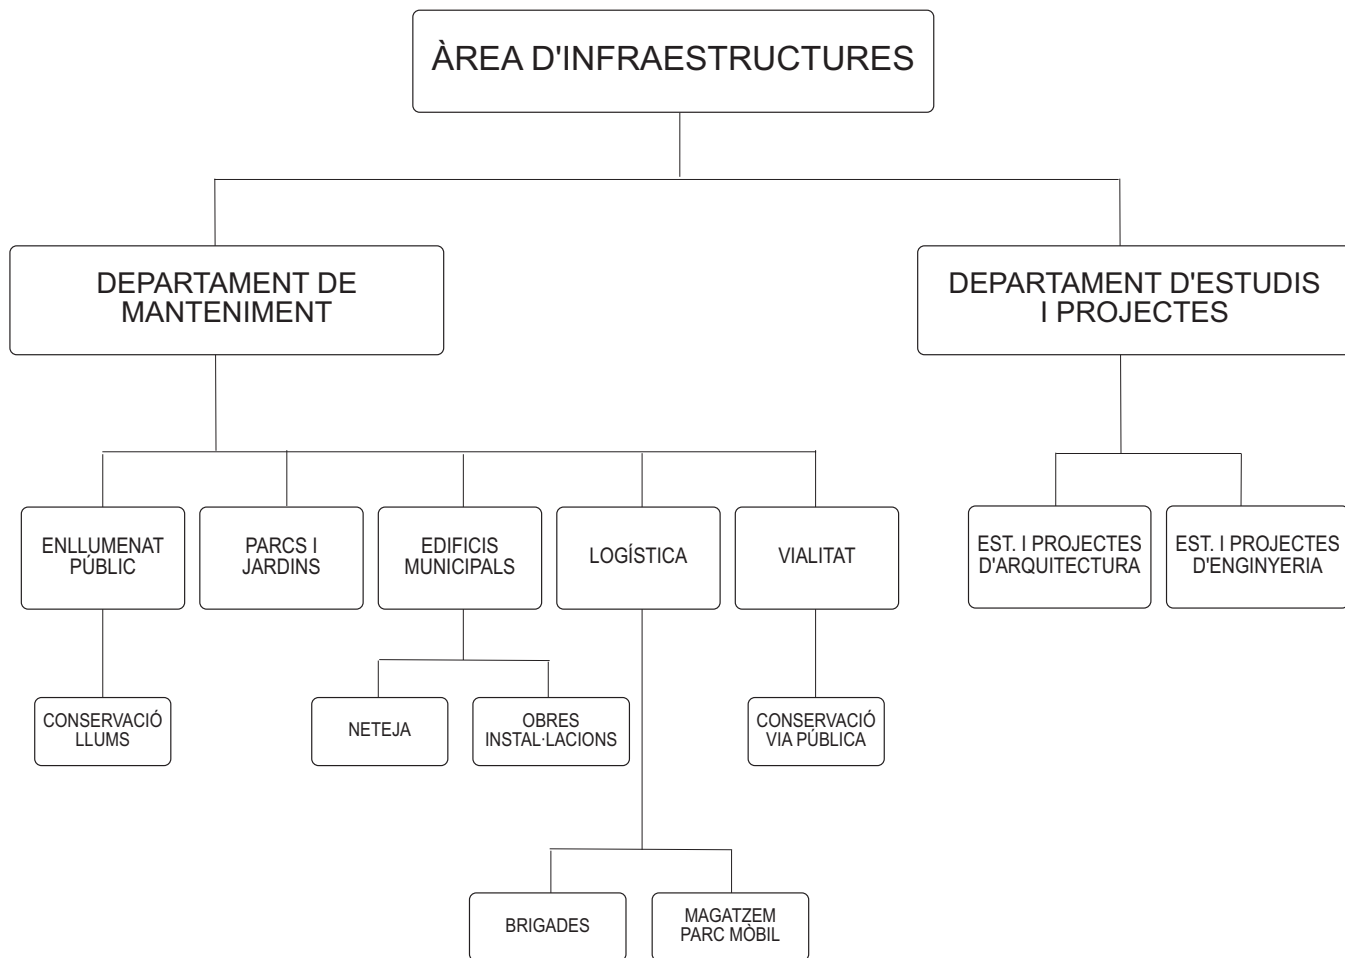 ÀREA D'INFRAESTRUCTURES
DEPARTAMENT DE
MANTENIMENT
DEPARTAMENT D'ESTUDIS
I PROJECTES
ENLLUMENAT
PÚBLIC
PARCS I
JARDINS
EDIFICIS
MUNICIPALS
LOGÍSTICA
VIALITAT
EST. I PROJECTES
D'ARQUITECTURA
EST. I PROJECTES
D'ENGINYERIA
CONSERVACIÓ
LLUMS
NETEJA
OBRES
INSTAL·LACIONS
CONSERVACIÓ
VIA PÚBLICA
BRIGADES
MAGATZEM
PARC MÒBIL